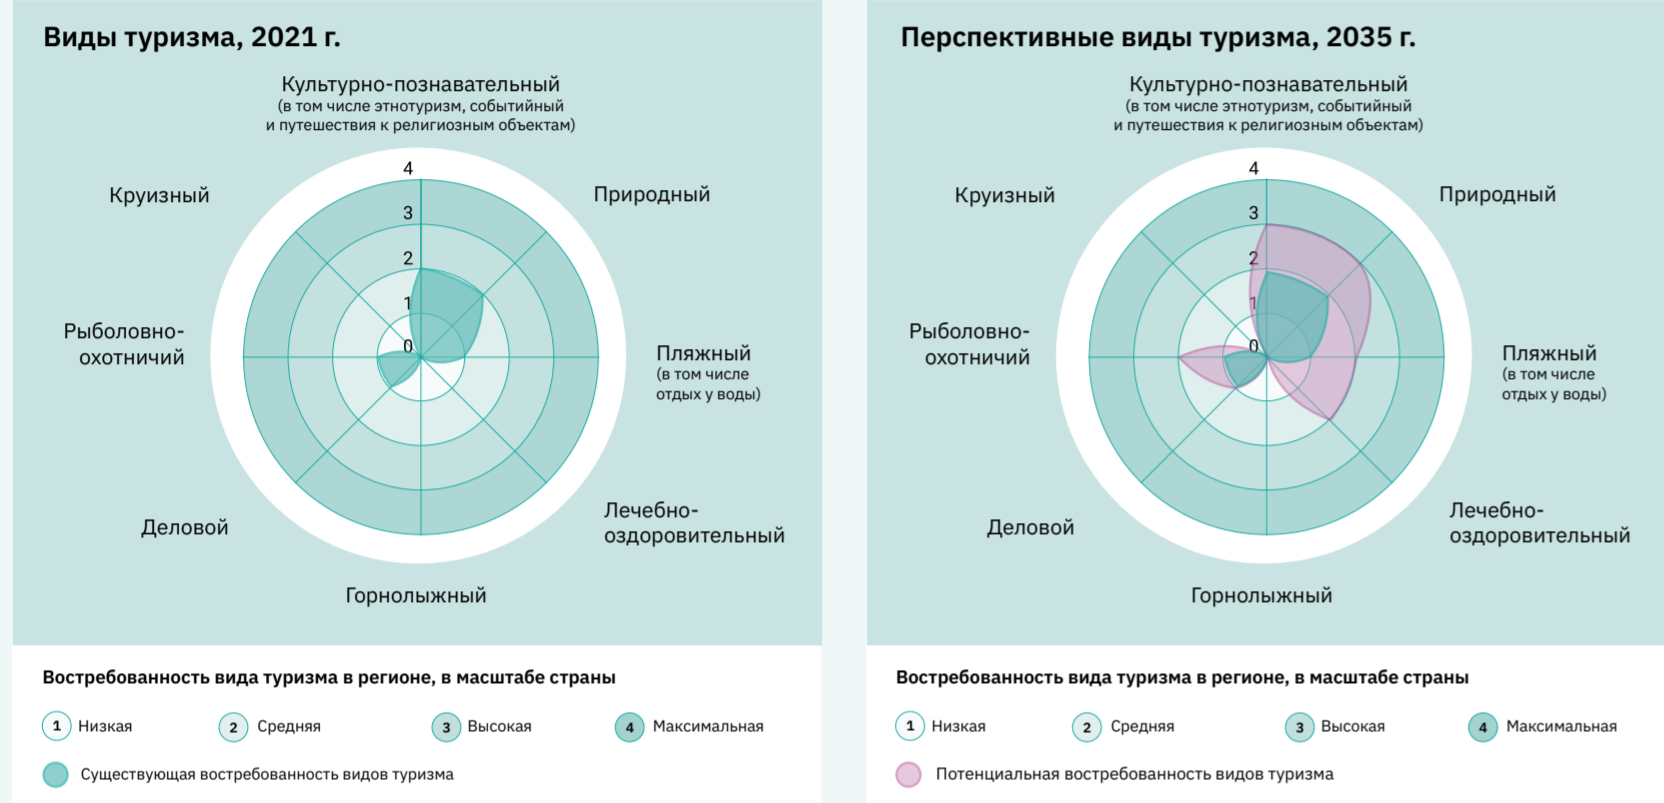 Виды туризма, 2021 г.
Культурно-познавательный
(в том числе этнотуризм, событийный
и путешествия к религиозным объектам)
Круизный
Природный
4
3
2
1
0
Рыболовно-
охотничий
Пляжный
(в том числе
отдых у воды)
Деловой
Лечебно-
оздоровительный
Горнолыжный
Востребованность вида туризма в регионе, в масштабе страны
1 Низкая
2 Средняя
3 Высокая
4 Максимальная
Существующая востребованность видов туризма
Перспективные виды туризма, 2035 г.
Культурно-познавательный
(в том числе этнотуризм, событийный
и путешествия к религиозным объектам)
Круизный
Природный
4
3
2
1
0
Рыболовно-
охотничий
Пляжный
(в том числе
отдых у воды)
Деловой
Лечебно-
оздоровительный
Горнолыжный
Востребованность вида туризма в регионе, в масштабе страны
1 Низкая
2 Средняя
3 Высокая
4 Максимальная
Потенциальная востребованность видов туризма